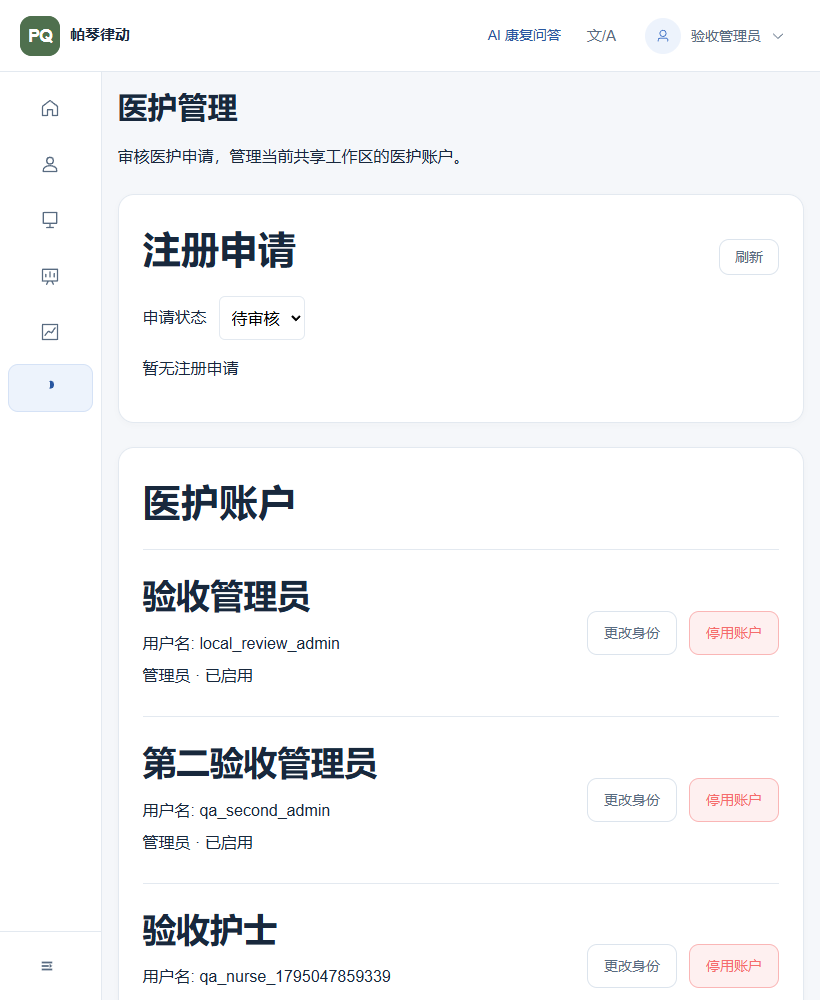 PQ 帕琴律动 AI 康复问答 文/A 验收管理员
医护管理
审核医护申请，管理当前共享工作区的医护账户。
注册申请
刷新
申请状态 待审核
暂无注册申请
医护账户
验收管理员
用户名: local_review_admin
管理员 · 已启用
更改身份 停用账户
第二验收管理员
用户名: qa_second_admin
管理员 · 已启用
更改身份 停用账户
验收护士
用户名: qa_nurse_1795047859339
更改身份 停用账户